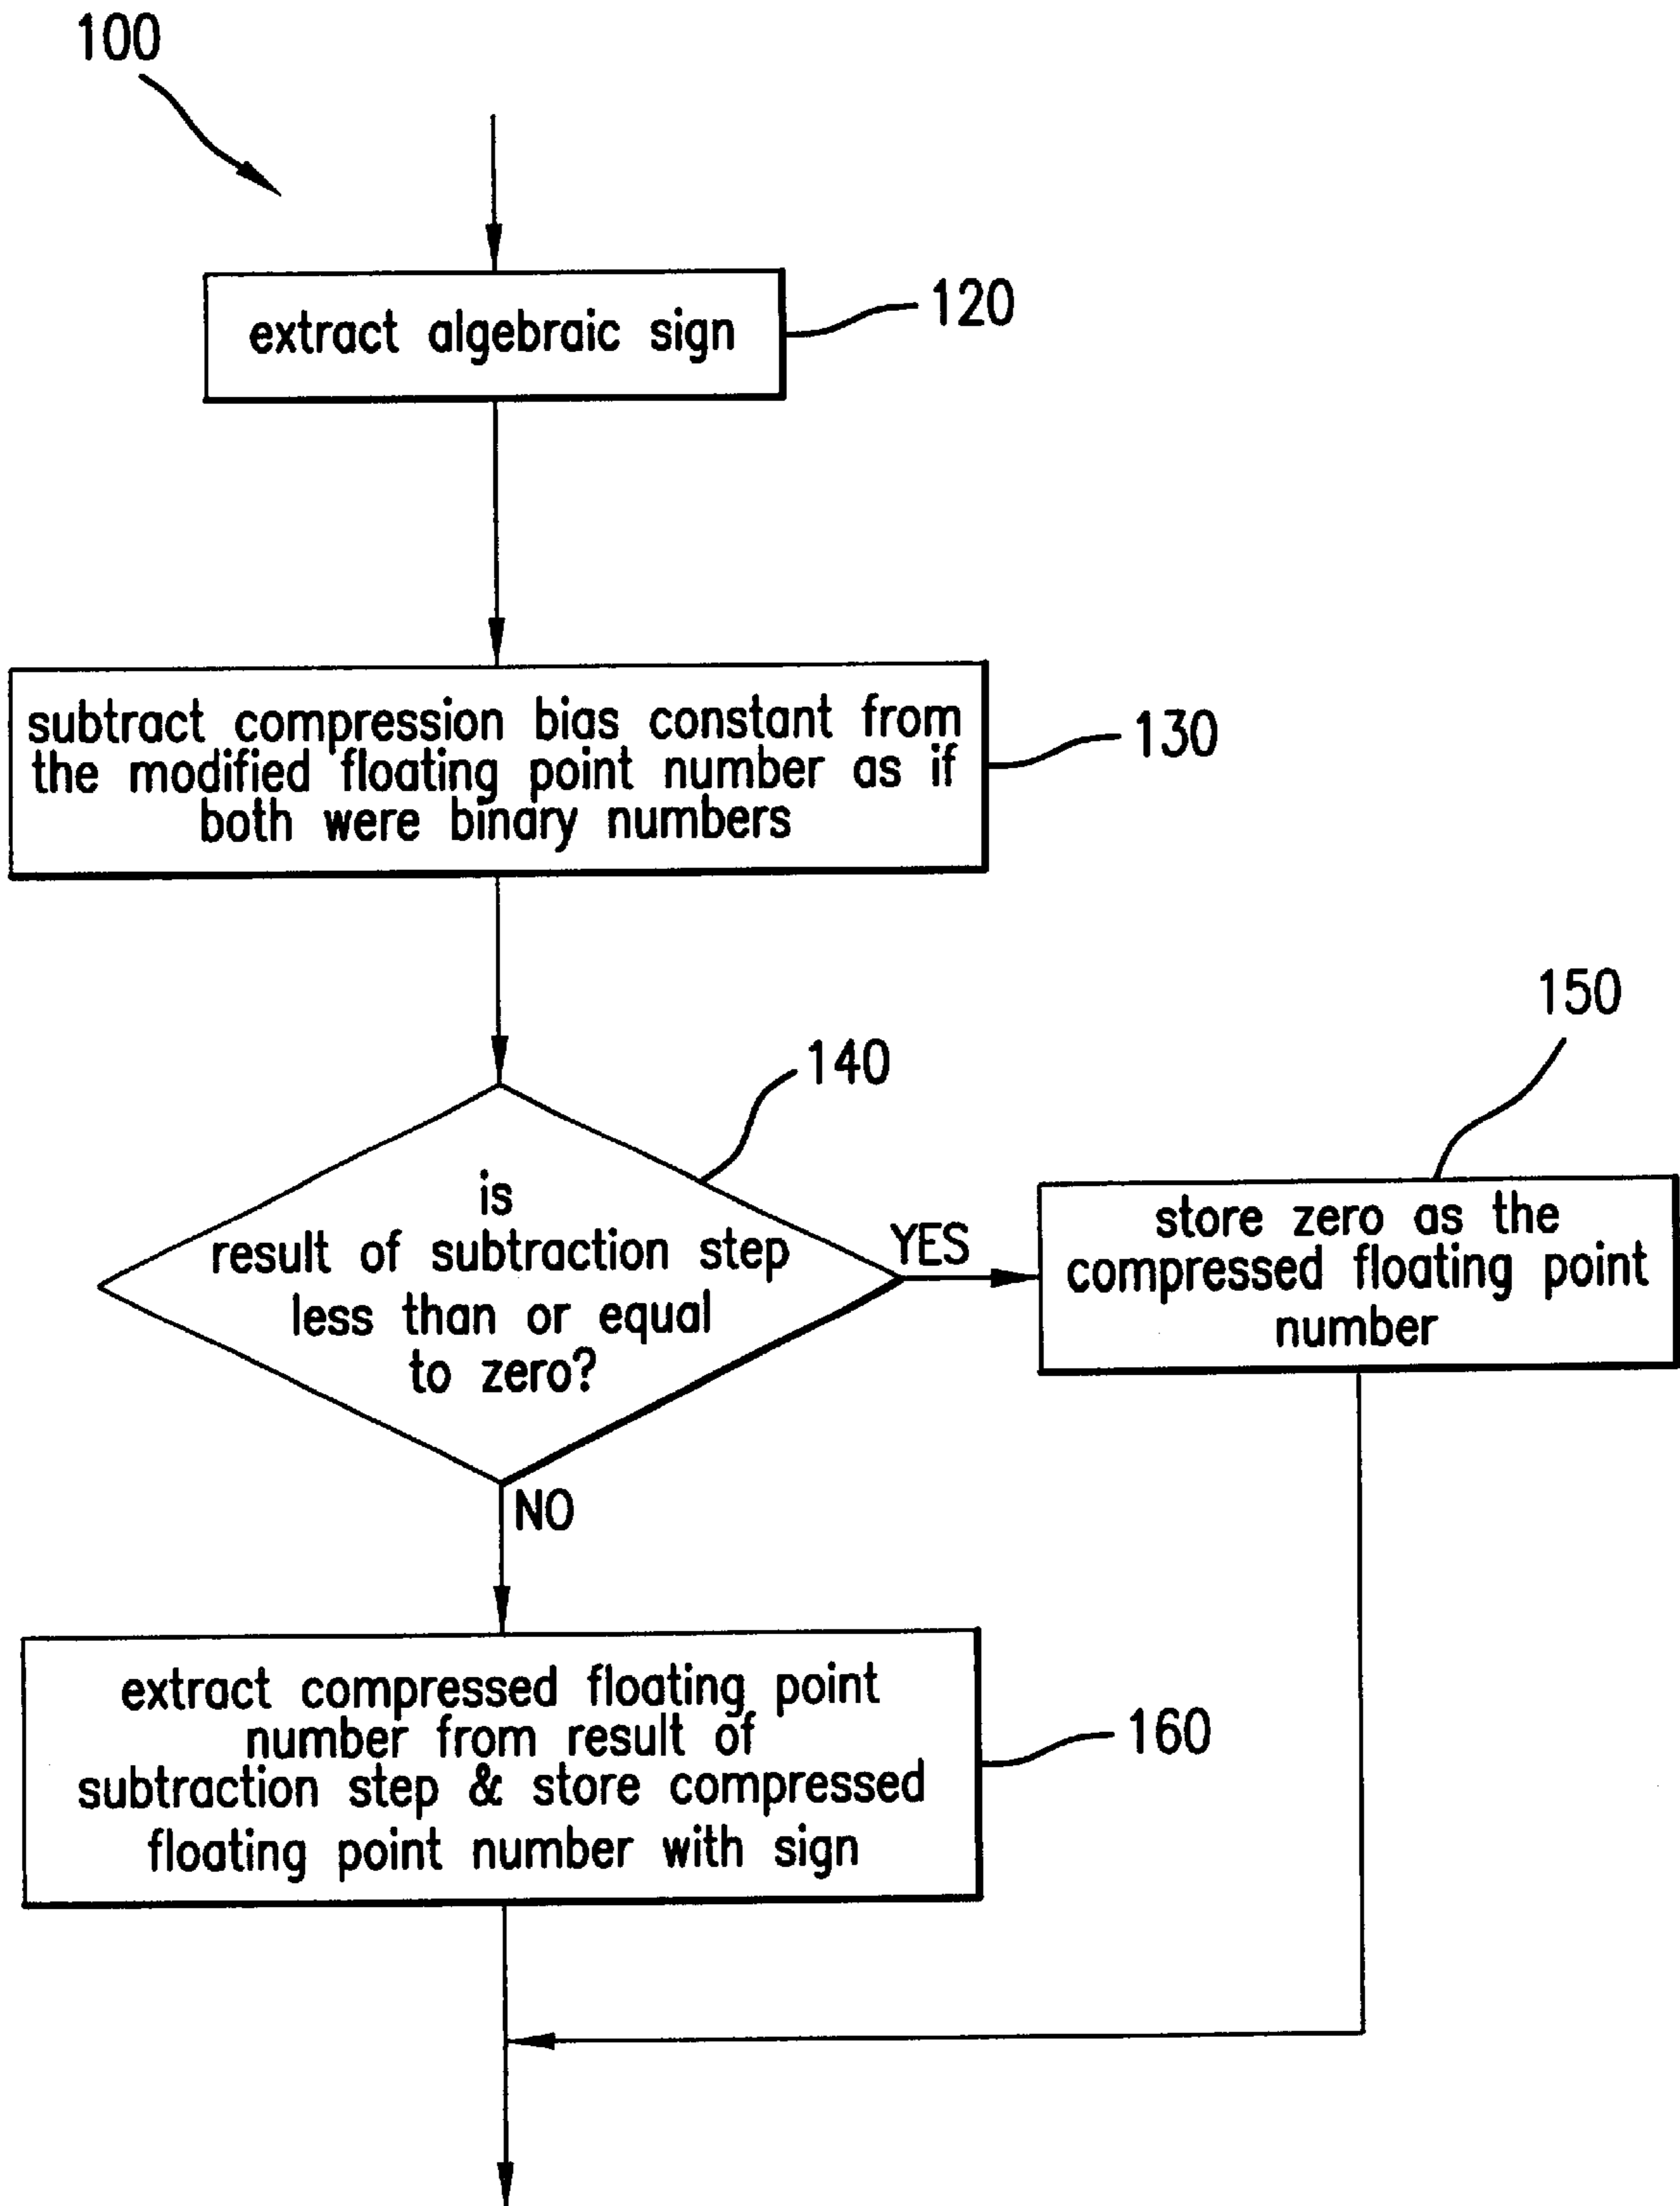 100
extract algebraic sign
120
subtract compression bias constant from
the modified floating point number as if
both were binary numbers
130
140
is
result of subtraction step
less than or equal
to zero?
YES
150
store zero as the
compressed floating point
number
NO
extract compressed floating point
number from result of
subtraction step & store compressed
floating point number with sign
160